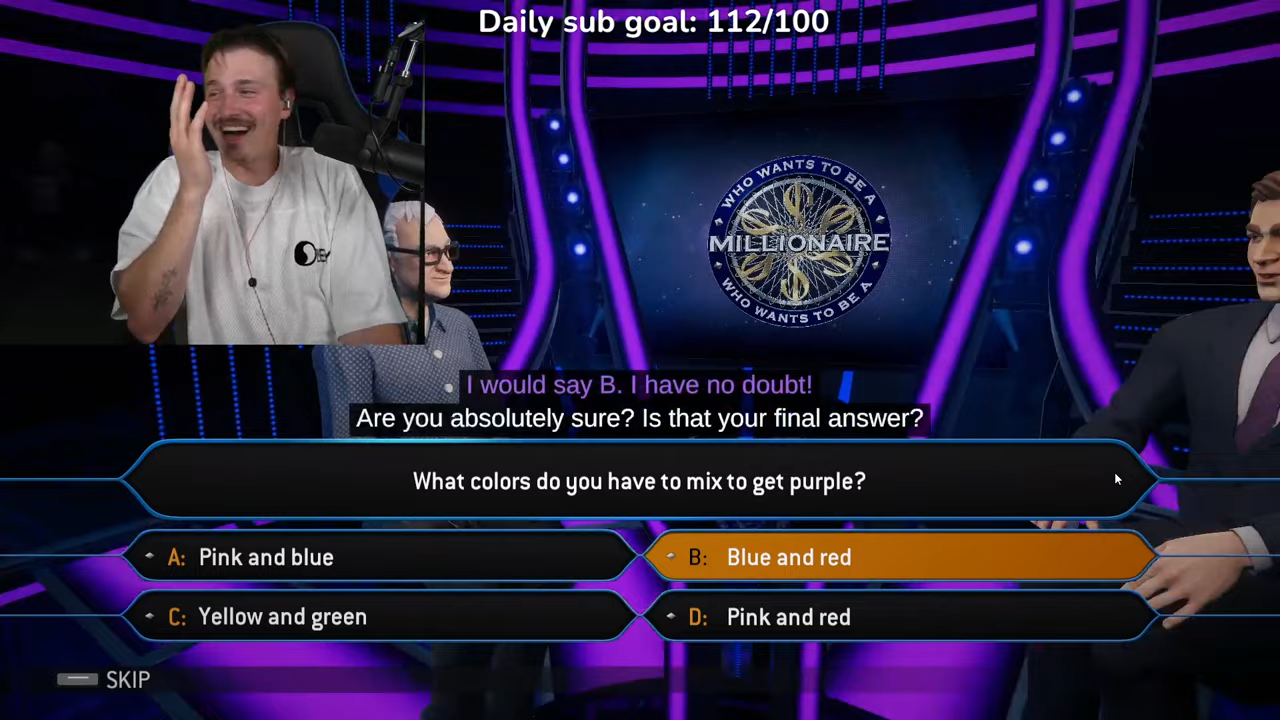 Daily sub goal: 112/100
WHO WANTS TO BE A
MILLIONAIRE
WHO WANTS TO BE A
I would say B. I have no doubt!
Are you absolutely sure? Is that your final answer?
What colors do you have to mix to get purple?
A: Pink and blue
B: Blue and red
C: Yellow and green
D: Pink and red
SKIP